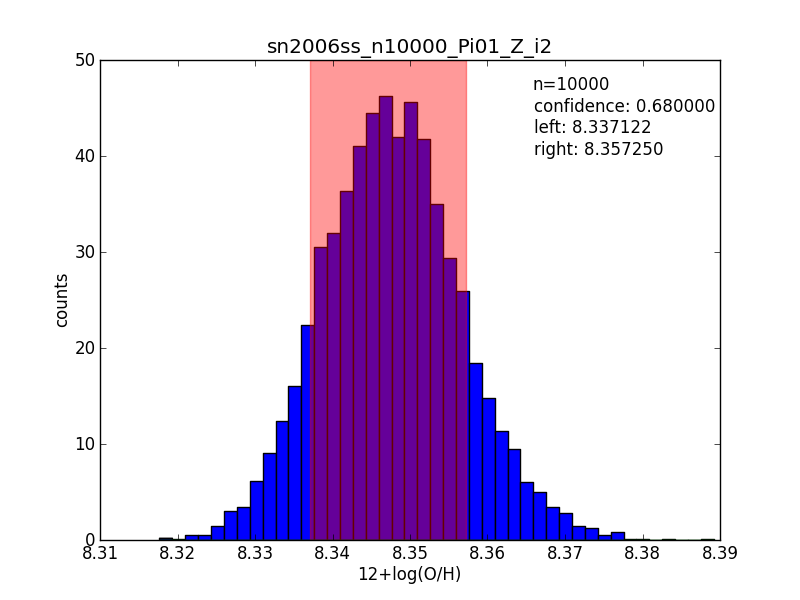 sn2006ss_n10000_Pi01_Z_i2
50
n=10000
confidence: 0.680000
left: 8.337122
right: 8.357250
40
30
counts
20
10
0
8.31 8.32 8.33 8.34 8.35 8.36 8.37 8.38 8.39
12+log(O/H)